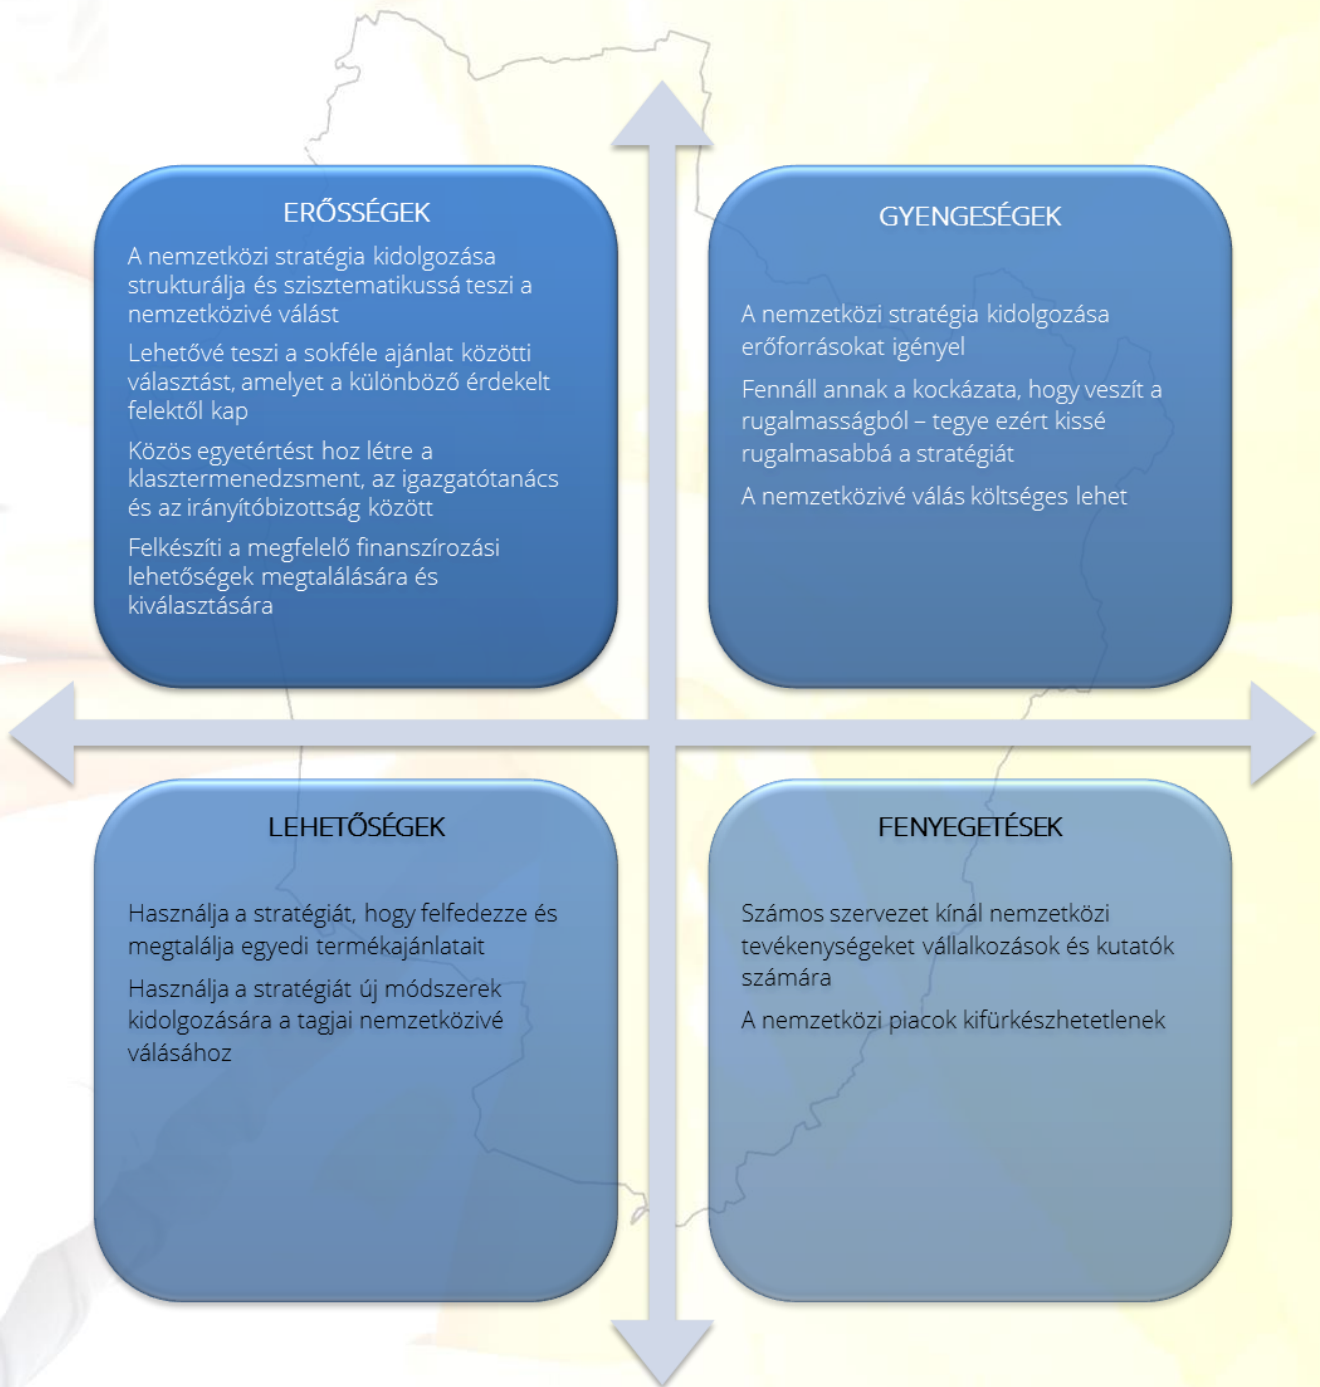 ERŐSSÉGEK
A nemzetközi stratégia kidolgozása
strukturálja és szisztematikussá teszi a
nemzetközivé válást
Lehetővé teszi a sokféle ajánlat közötti
választást, amelyet a különböző érdekelt
felektől kap
Közös egyetértést hoz létre a
klasztermenedzsment, az igazgatótanács
és az irányítóbizottság között
Felkészíti a megfelelő finanszírozási
lehetőségek megtalálására és
kiválasztására
GYENGESÉGEK
A nemzetközi stratégia kidolgozása
erőforrásokat igényel
Fennáll annak a kockázata, hogy veszít a
rugalmasságból – tegye ezért kissé
rugalmasabbá a stratégiát
A nemzetközivé válás költséges lehet
LEHETŐSÉGEK
Használja a stratégiát, hogy felfedezze és
megtalálja egyedi termékajánlatait
Használja a stratégiát új módszerek
kidolgozására a tagjai nemzetközivé
válásához
FENYEGETÉSEK
Számos szervezet kínál nemzetközi
tevékenységeket vállalkozások és kutatók
számára
A nemzetközi piacok kifürkészhetetlenek